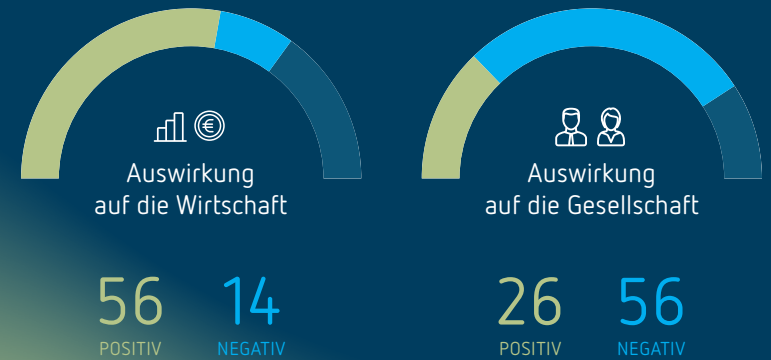 €
Auswirkung
auf die Wirtschaft
56 14
POSITIV NEGATIV
Auswirkung
auf die Gesellschaft
26 56
POSITIV NEGATIV